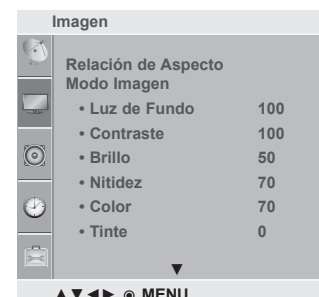 Imagen
Relación de Aspecto
Modo Imagen
• Luz de Fundo 100
• Contraste 100
• Brillo 50
• Nitidez 70
• Color 70
• Tinte 0
▼
▲▼◄► ◉ MENU